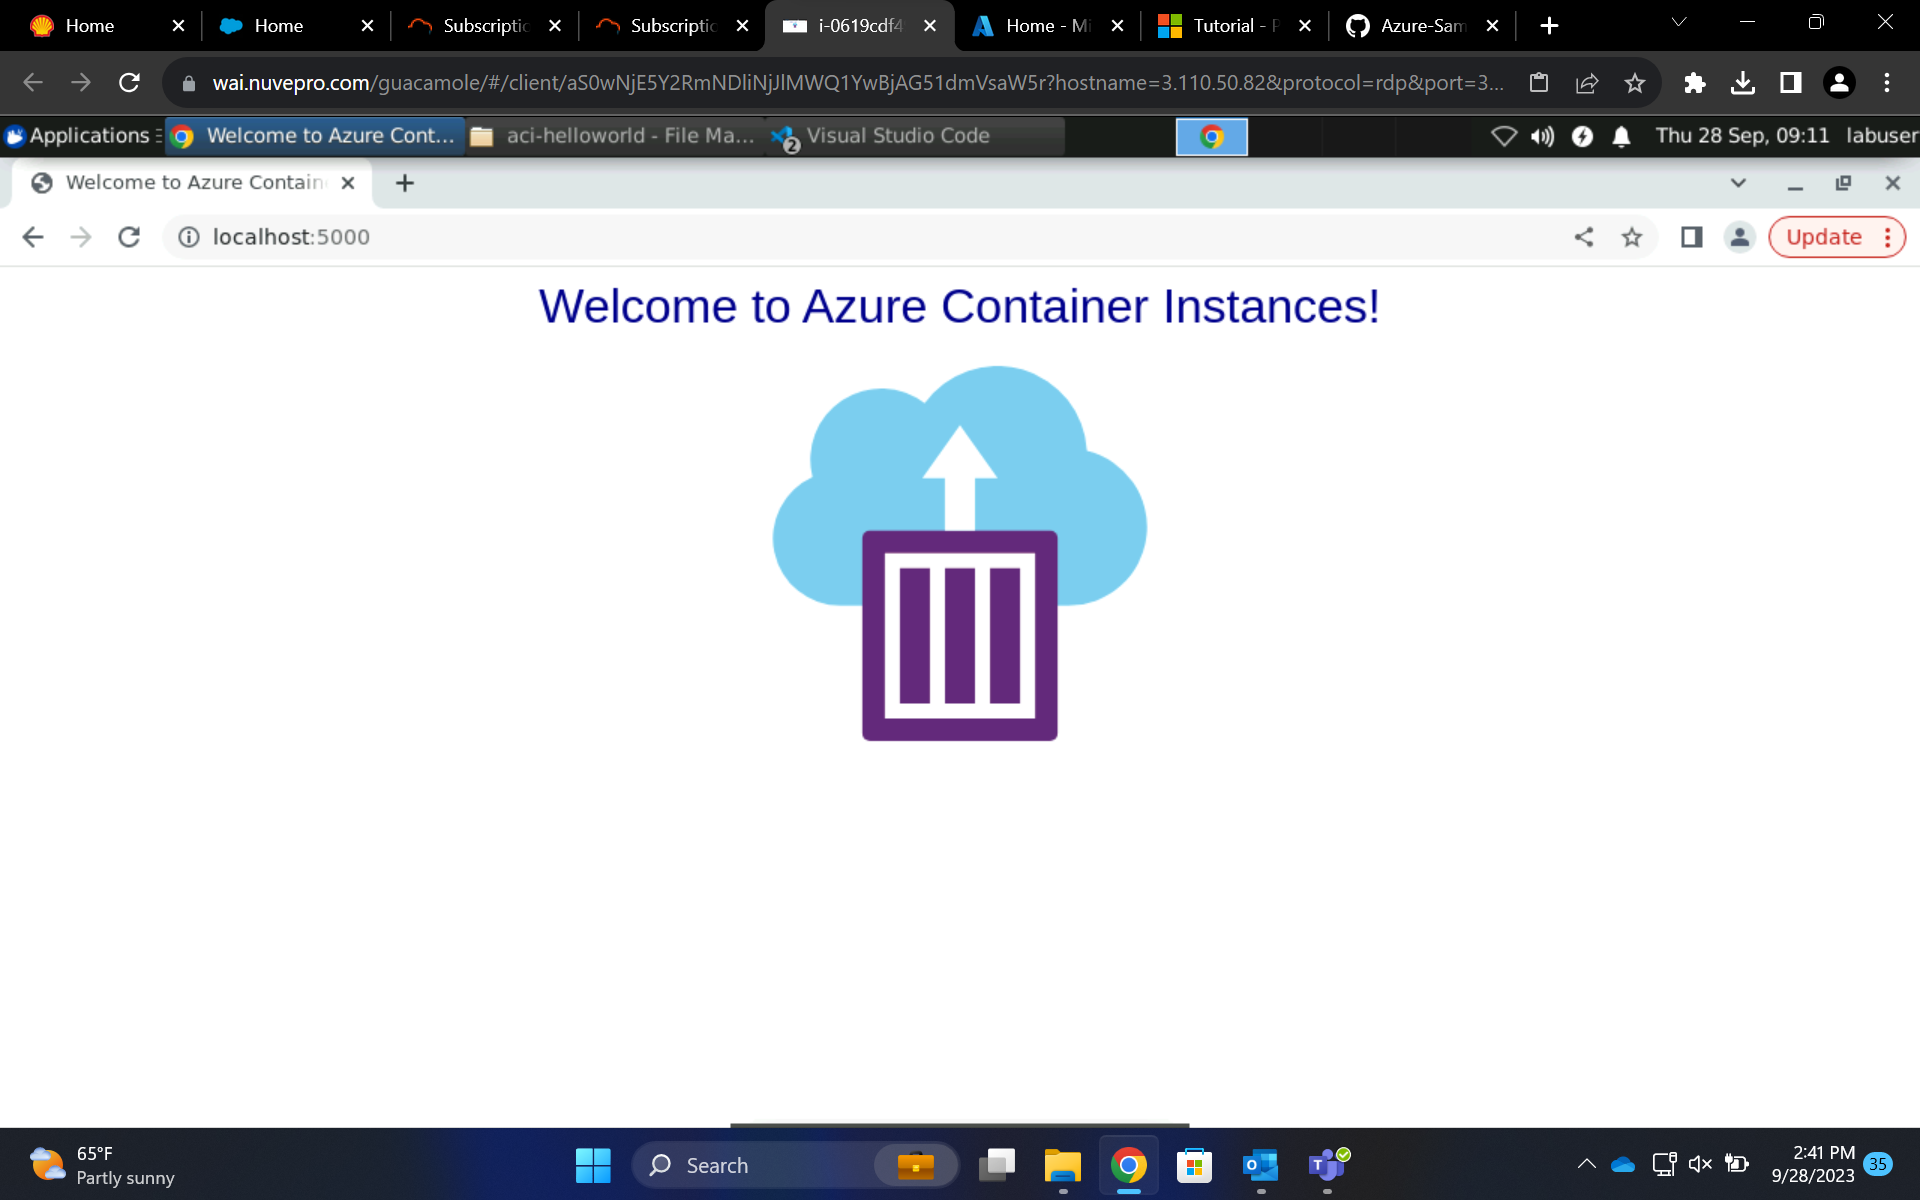 Home
Home
Subscriptio
Subscriptio
i-0619cdf4
Home - Mi
Tutorial - P
Azure-Sam
wai.nuvepro.com/guacamole/#/client/aS0wNjE5Y2RmNDliNjJlMWQ1YwBjAG51dmVsaW5r?hostname=3.110.50.82&protocol=rdp&port=3...
Applications
Welcome to Azure Cont...
aci-helloworld - File Ma...
2
Visual Studio Code
Thu 28 Sep, 09:11
labuser
Welcome to Azure Contain
localhost:5000
Update
Welcome to Azure Container Instances!
65°F
Partly sunny
Search
2:41 PM
9/28/2023
35